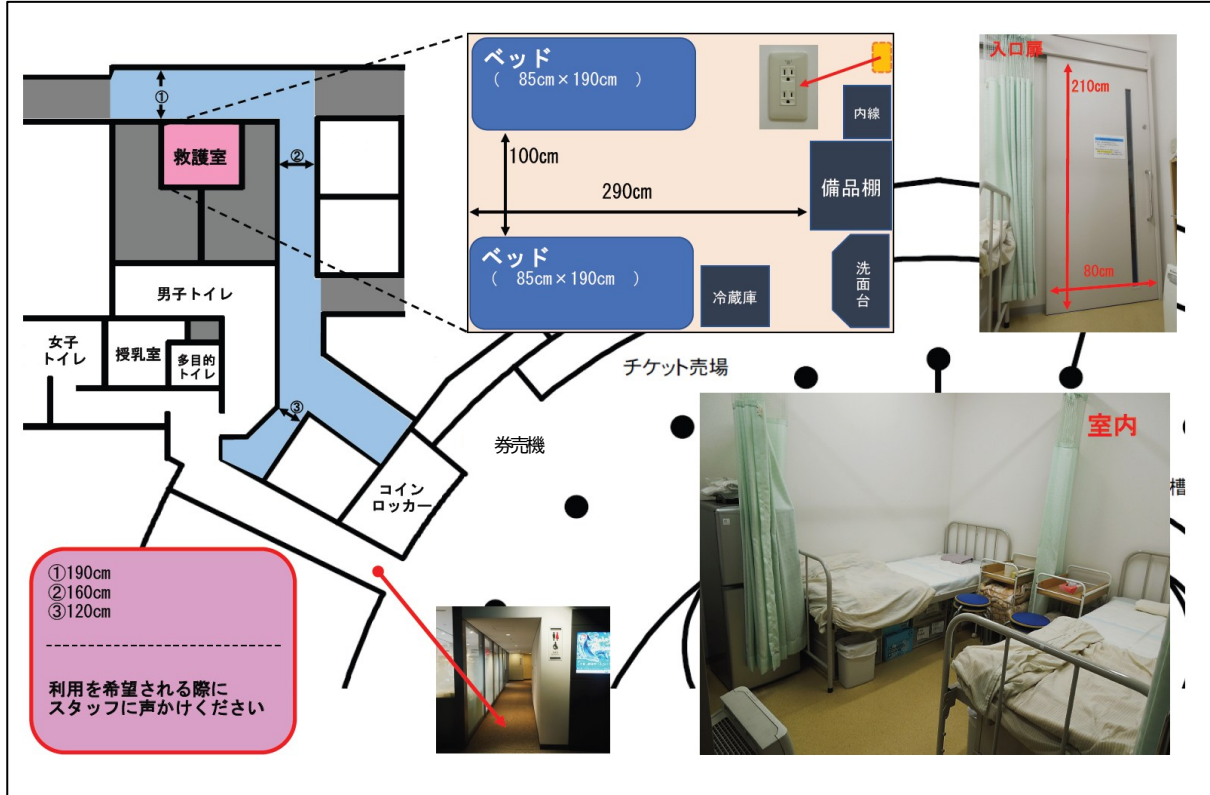 ①
救護室
②
男子トイレ
女子
トイレ
授乳室
多目的
トイレ
③
コイン
ロッカー
券売機
チケット売場
ベッド
( 85cm×190cm )
100cm
290cm
ベッド
( 85cm×190cm )
内線
備品棚
冷蔵庫
洗
面
台
入口扉
210cm
80cm
室内
槽
①190cm
②160cm
③120cm
利用を希望される際に
スタッフに声かけください